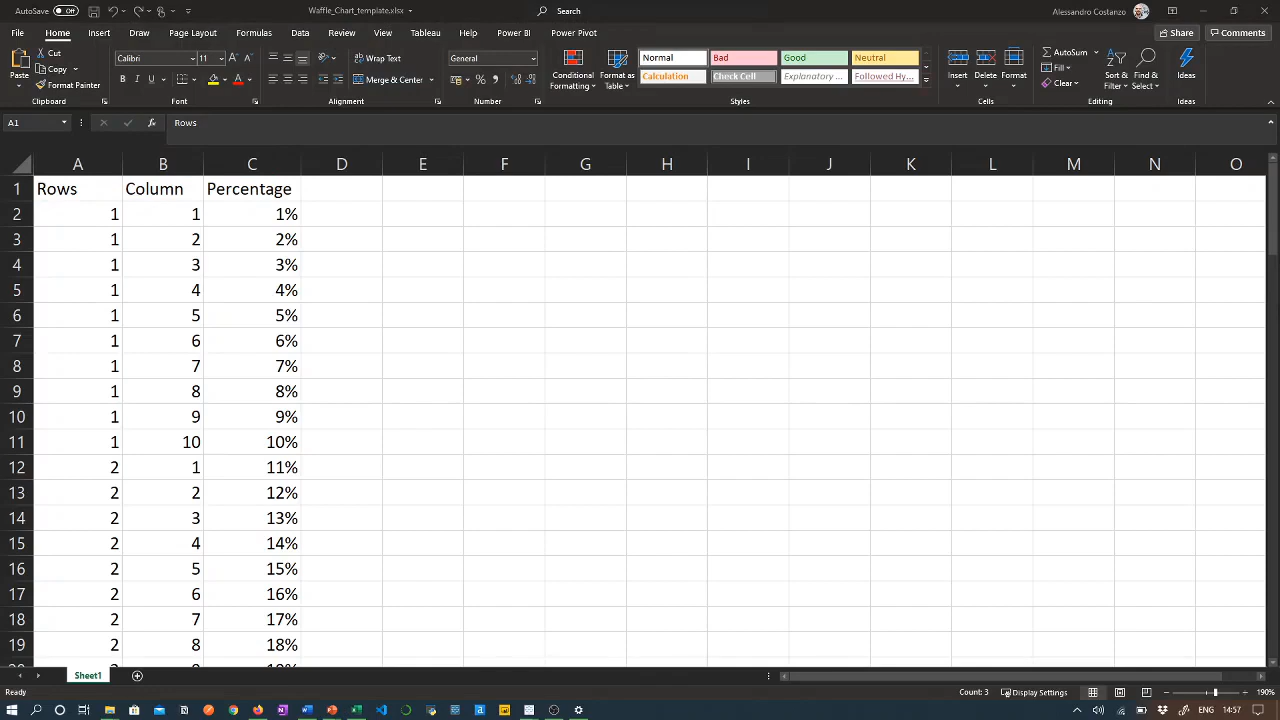 AutoSave Off
Waffle_Chart_template.xlsx
Search
Alessandro Costanzo
File Home Insert Draw Page Layout Formulas Data Review View Help Power BI Power Pivot
Share Comments
Paste
Cut
Copy
Format Painter
Clipboard
Calibri 11
B I U
Font
Wrap Text
Merge & Center
Alignment
General
Number
Conditional Formatting
Format as Table
Normal Bad Good Neutral
Calculation Check Cell Explanatory ... Followed Hy...
Styles
Insert Delete Format
Cells
AutoSum
Fill
Clear
Sort & Filter
Find & Select
Editing
Ideas
Ideas
A1 fx Rows
A B C D E F G H I J K L M N O
1 Rows Column Percentage
2 1 1 1%
3 1 2 2%
4 1 3 3%
5 1 4 4%
6 1 5 5%
7 1 6 6%
8 1 7 7%
9 1 8 8%
10 1 9 9%
11 1 10 10%
12 2 1 11%
13 2 2 12%
14 2 3 13%
15 2 4 14%
16 2 5 15%
17 2 6 16%
18 2 7 17%
19 2 8 18%
Sheet1
Ready
Count: 3 Display Settings 190%
ENG 14:57